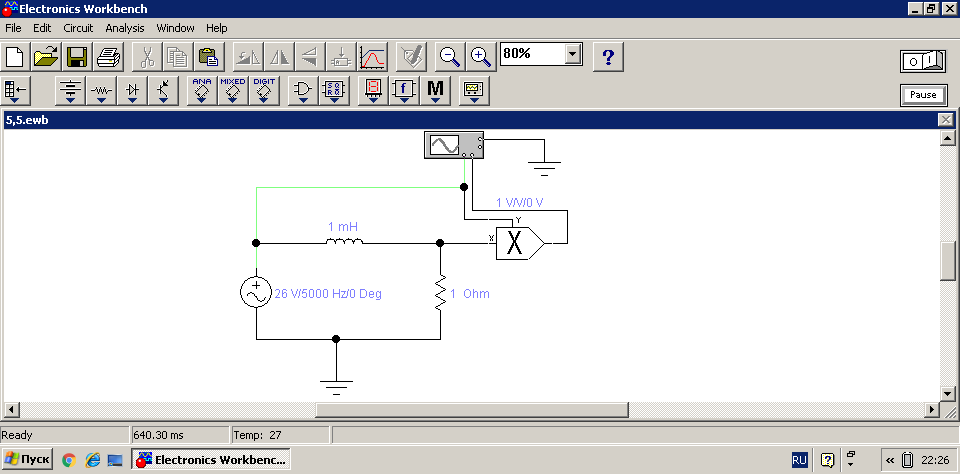 Electronics Workbench
File Edit Circuit Analysis Window Help
80%
?
O I
ANA MIXED DIGIT
f M
Pause
5,5.ewb
1 V/V/0 V
Y
1 mH
X
X
26 V/5000 Hz/0 Deg
1 Ohm
Ready
640.30 ms
Temp: 27
Пуск
Electronics Workbenc...
RU
?
«
22:26